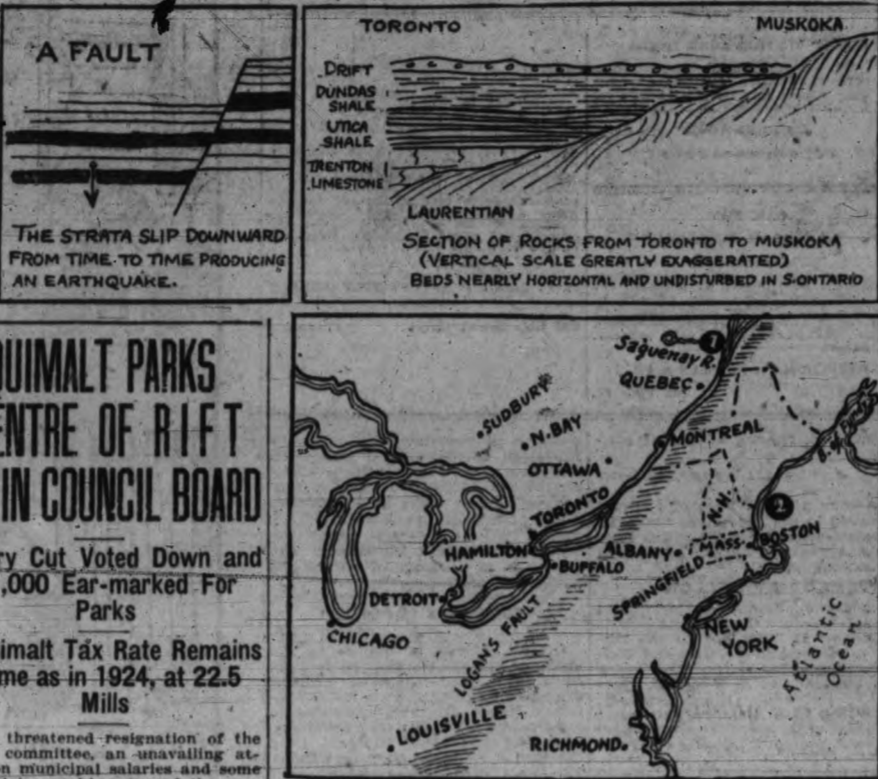 A FAULT
THE STRATA SLIP DOWNWARD
FROM TIME TO TIME PRODUCING
AN EARTHQUAKE.
TORONTO
MUSKOKA
DRIFT
DUNDAS
SHALE
UTICA
SHALE
TRENTON
LIMESTONE
LAURENTIAN
SECTION OF ROCKS FROM TORONTO TO MUSKOKA
(VERTICAL SCALE GREATLY EXAGGERATED)
BEDS NEARLY HORIZONTAL AND UNDISTURBED IN S.ONTARIO
UIMALT PARKS
ENTRE OF RIFT
IN COUNCIL BOARD
ry Cut Voted Down and
,000 Ear-marked For
Parks
imalt Tax Rate Remains
me as in 1924, at 22.5
Mills
threatened resignation of the
committee, an unavailing at-
n municipal salaries and some
1
Saguenay R.
QUEBEC
SUDBURY
N. BAY
MONTREAL
OTTAWA
TORONTO
N.H.
2
HAMILTON
ALBANY
MASS
BOSTON
BUFFALO
SPRINGFIELD
DETROIT
CHICAGO
LOGAN'S FAULT
NEW
YORK
Atlantic
Ocean
LOUISVILLE
RICHMOND